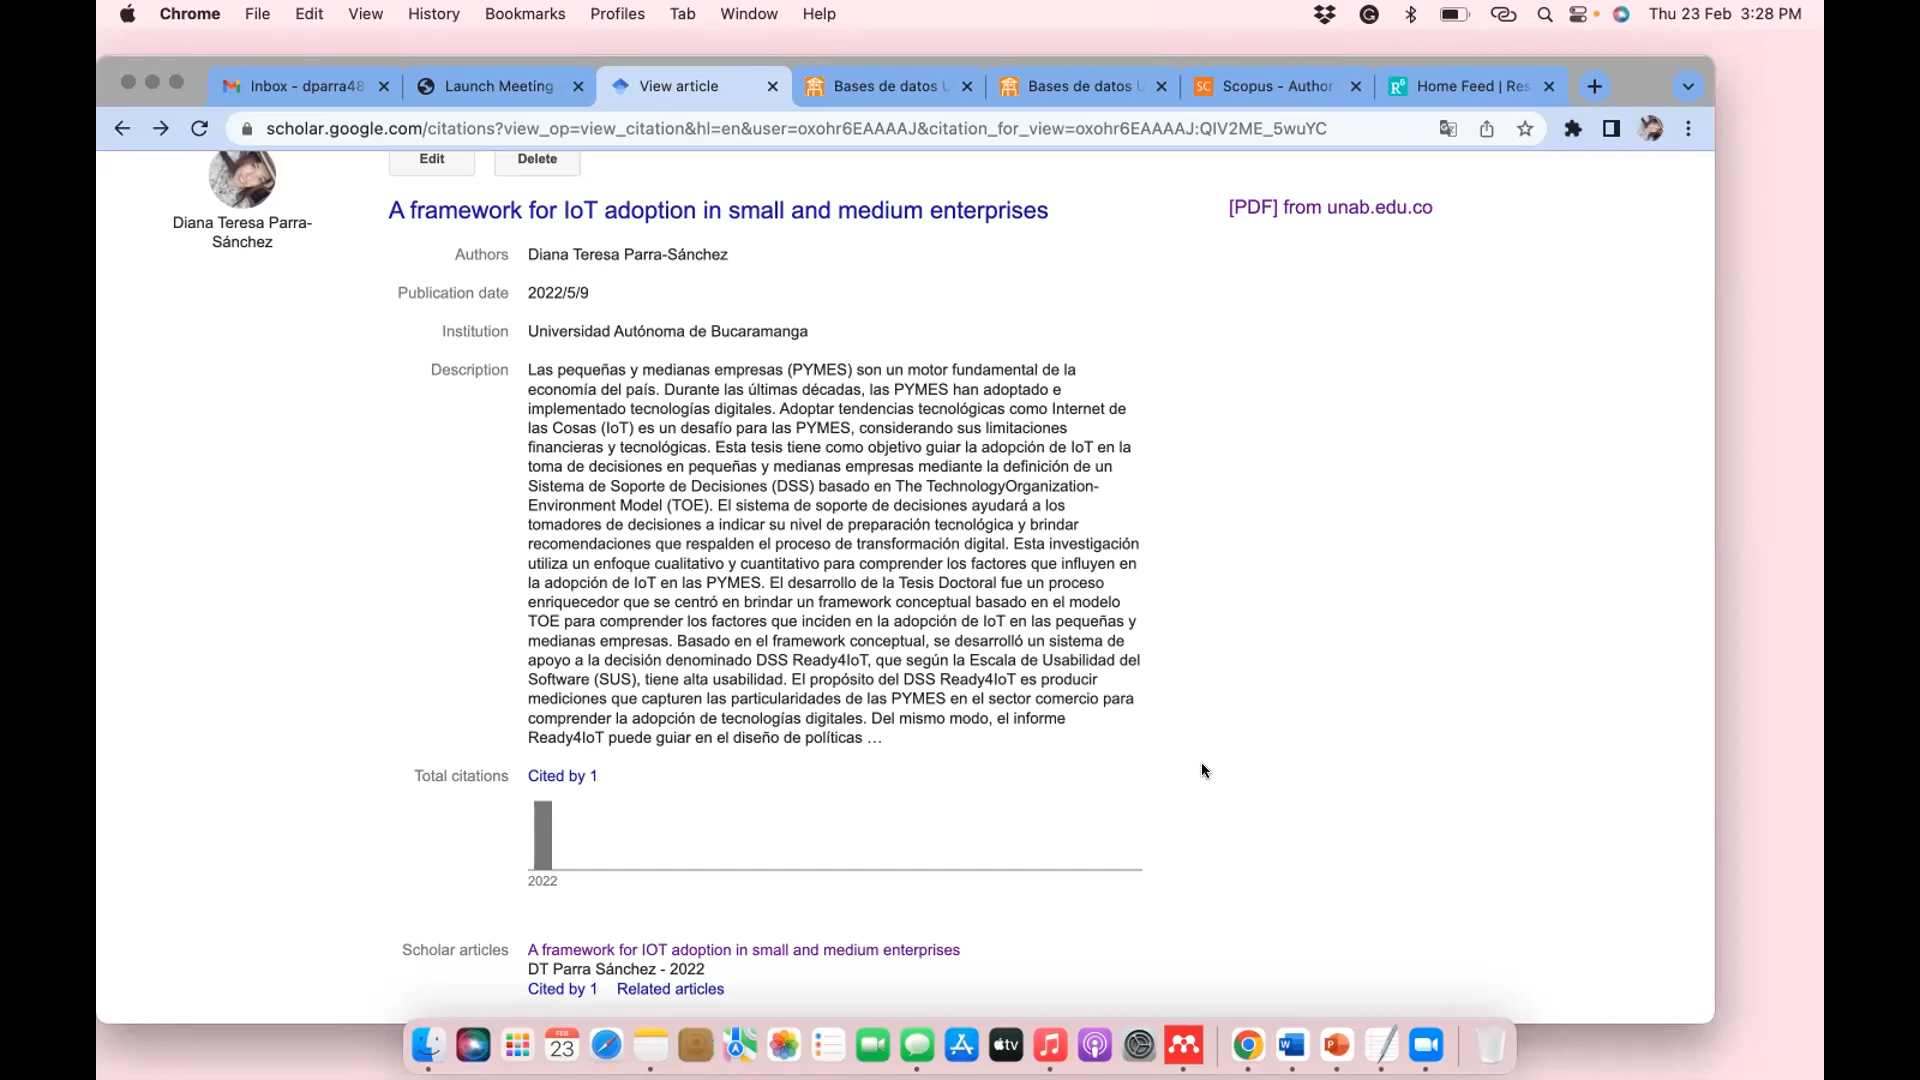 Chrome File Edit View History Bookmarks Profiles Tab Window Help Thu 23 Feb 3:28 PM
Inbox - dparra48 Launch Meeting View article Bases de datos U Bases de datos U SC Scopus - Author Home Feed | Res
scholar.google.com/citations?view_op=view_citation&hl=en&user=oxohr6EAAAAJ&citation_for_view=oxohr6EAAAAJ:QIV2ME_5wuYC
Edit Delete
Diana Teresa Parra-
Sánchez
A framework for IoT adoption in small and medium enterprises
[PDF] from unab.edu.co
Authors Diana Teresa Parra-Sánchez
Publication date 2022/5/9
Institution Universidad Autónoma de Bucaramanga
Description Las pequeñas y medianas empresas (PYMES) son un motor fundamental de la
economía del país. Durante las últimas décadas, las PYMES han adoptado e
implementado tecnologías digitales. Adoptar tendencias tecnológicas como Internet de
las Cosas (IoT) es un desafío para las PYMES, considerando sus limitaciones
financieras y tecnológicas. Esta tesis tiene como objetivo guiar la adopción de IoT en la
toma de decisiones en pequeñas y medianas empresas mediante la definición de un
Sistema de Soporte de Decisiones (DSS) basado en The TechnologyOrganization-
Environment Model (TOE). El sistema de soporte de decisiones ayudará a los
tomadores de decisiones a indicar su nivel de preparación tecnológica y brindar
recomendaciones que respalden el proceso de transformación digital. Esta investigación
utiliza un enfoque cualitativo y cuantitativo para comprender los factores que influyen en
la adopción de IoT en las PYMES. El desarrollo de la Tesis Doctoral fue un proceso
enriquecedor que se centró en brindar un framework conceptual basado en el modelo
TOE para comprender los factores que inciden en la adopción de IoT en las pequeñas y
medianas empresas. Basado en el framework conceptual, se desarrolló un sistema de
apoyo a la decisión denominado DSS Ready4IoT, que según la Escala de Usabilidad del
Software (SUS), tiene alta usabilidad. El propósito del DSS Ready4IoT es producir
mediciones que capturen las particularidades de las PYMES en el sector comercio para
comprender la adopción de tecnologías digitales. Del mismo modo, el informe
Ready4IoT puede guiar en el diseño de políticas …
Total citations Cited by 1
2022
Scholar articles A framework for IOT adoption in small and medium enterprises
DT Parra Sánchez - 2022
Cited by 1 Related articles
FEB
23
tv
W
P